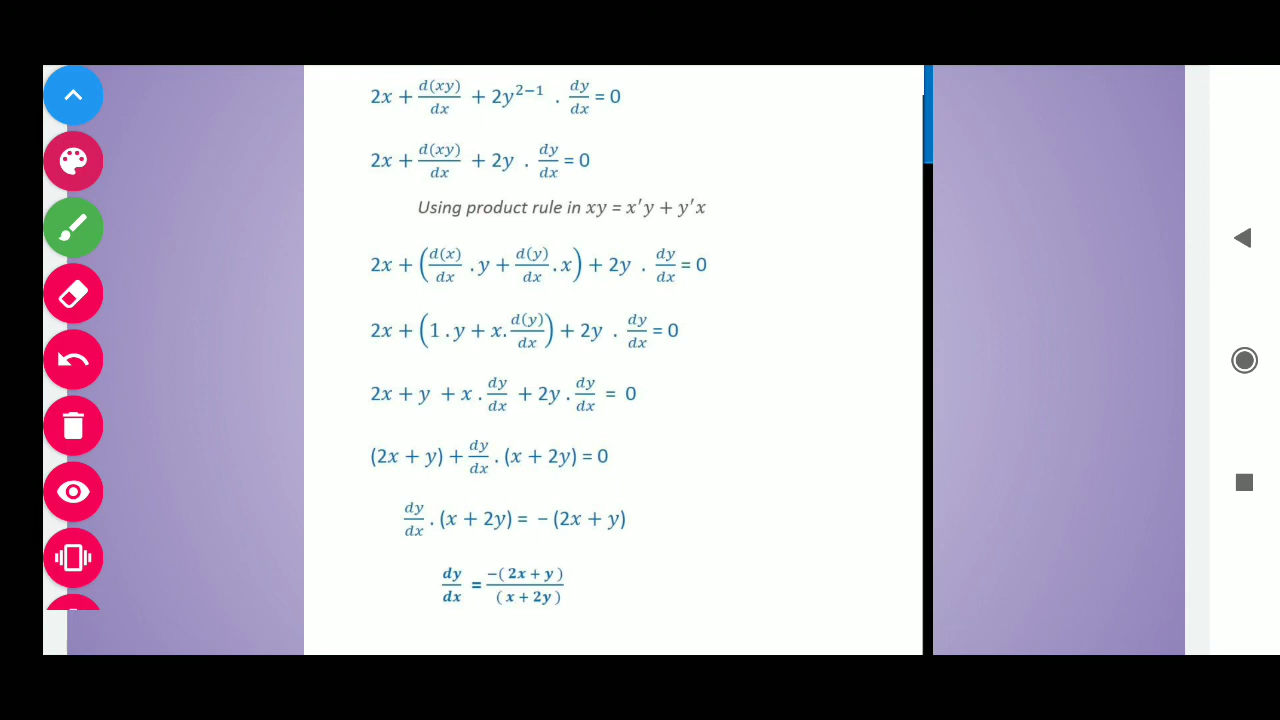 2x + d(xy)/dx + 2y²⁻¹ . dy/dx = 0
2x + d(xy)/dx + 2y . dy/dx = 0
Using product rule in xy = x′y + y′x
2x + (d(x)/dx . y + d(y)/dx . x) + 2y . dy/dx = 0
2x + (1 . y + x. d(y)/dx) + 2y . dy/dx = 0
2x + y + x . dy/dx + 2y . dy/dx = 0
(2x + y) + dy/dx . (x + 2y) = 0
dy/dx . (x + 2y) = − (2x + y)
dy/dx = −( 2x + y )/( x + 2y )